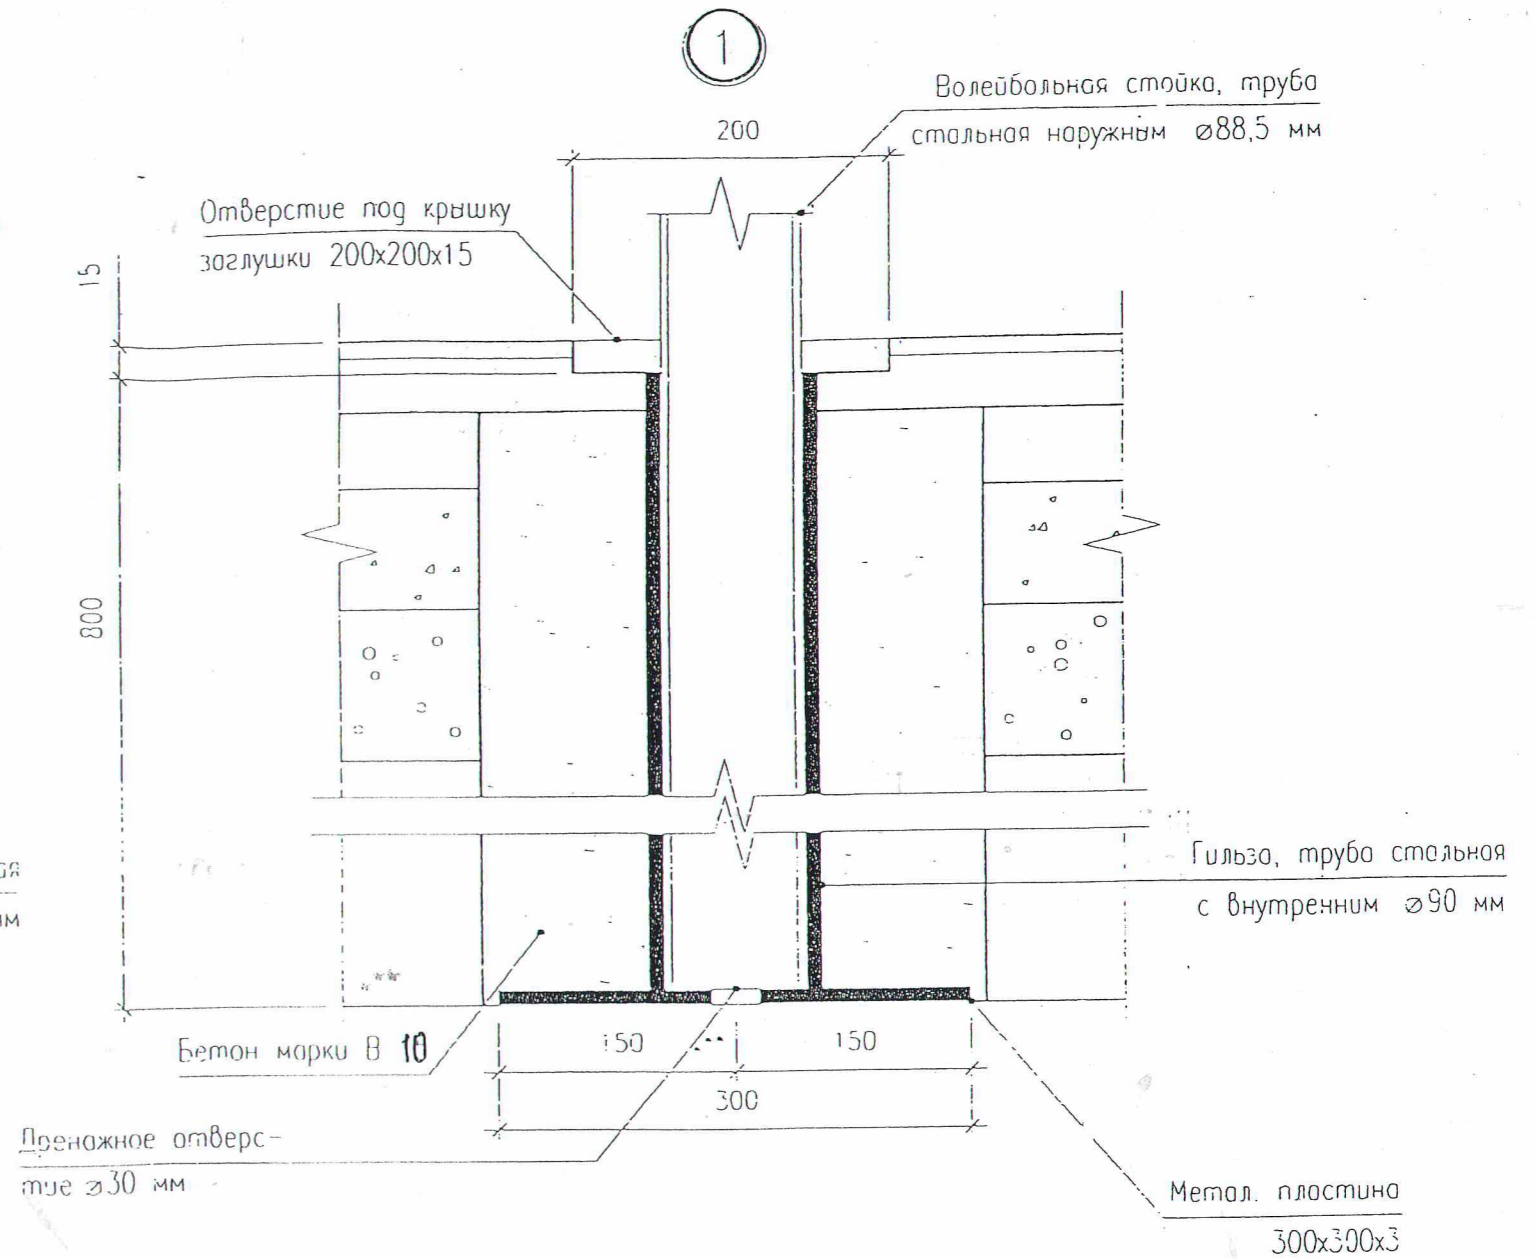 1
Волейбольная стойка, труба
стальная наружным ⌀88,5 мм
200
Отверстие под крышку
заглушки 200х200х15
15
800
Гильза, труба стальная
с внутренним ⌀90 мм
Бетон марки В 10
150
150
300
Дренажное отверс-
тие ⌀30 мм
Метал. пластина
300х300х3